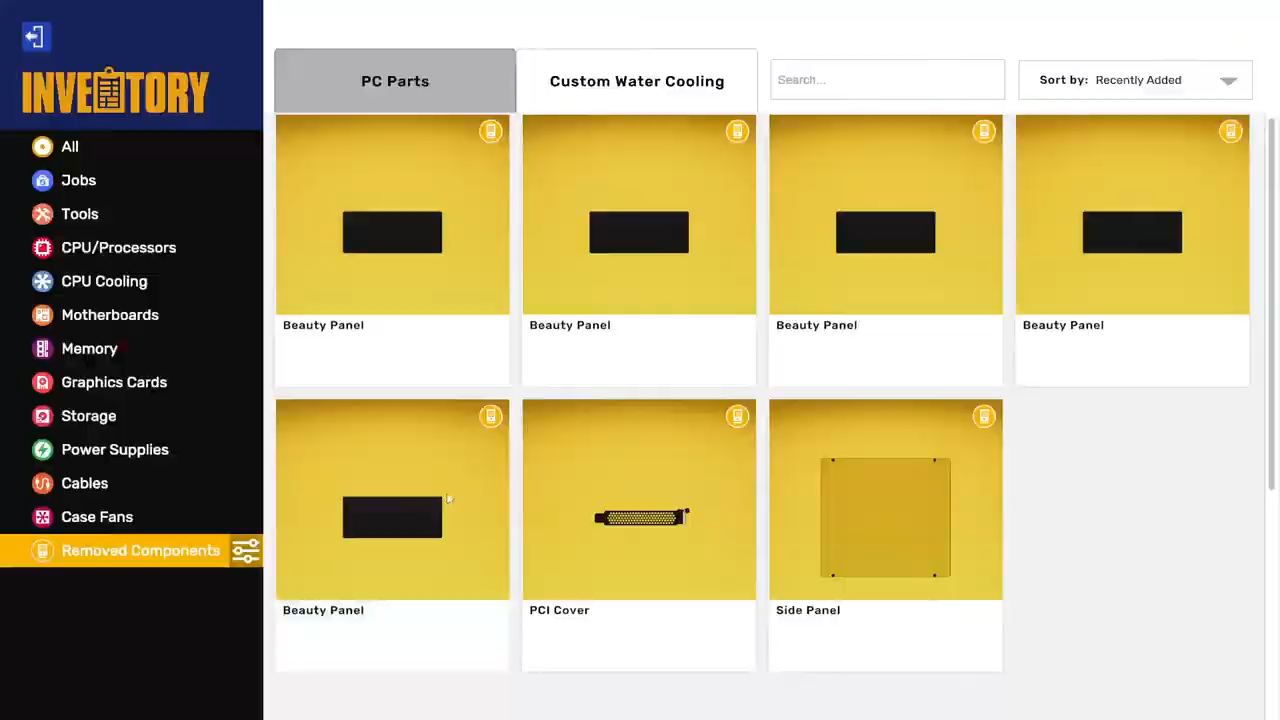 INVENTORY
PC Parts
Custom Water Cooling
Search...
Sort by: Recently Added
All
Jobs
Tools
CPU/Processors
CPU Cooling
Motherboards
Memory
Graphics Cards
Storage
Power Supplies
Cables
Case Fans
Removed Components
Beauty Panel
Beauty Panel
Beauty Panel
Beauty Panel
Beauty Panel
PCI Cover
Side Panel